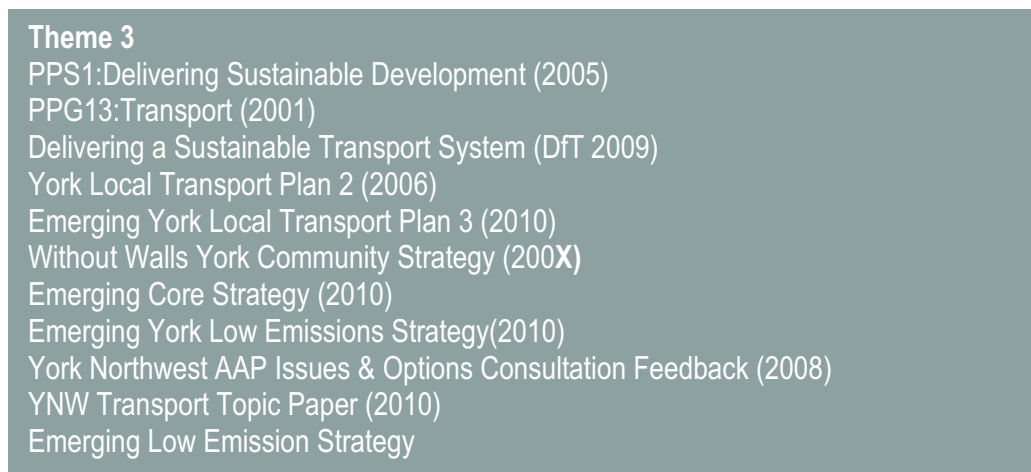 Theme 3
PPS1:Delivering Sustainable Development (2005)
PPG13:Transport (2001)
Delivering a Sustainable Transport System (DfT 2009)
York Local Transport Plan 2 (2006)
Emerging York Local Transport Plan 3 (2010)
Without Walls York Community Strategy (200X)
Emerging Core Strategy (2010)
Emerging York Low Emissions Strategy(2010)
York Northwest AAP Issues & Options Consultation Feedback (2008)
YNW Transport Topic Paper (2010)
Emerging Low Emission Strategy